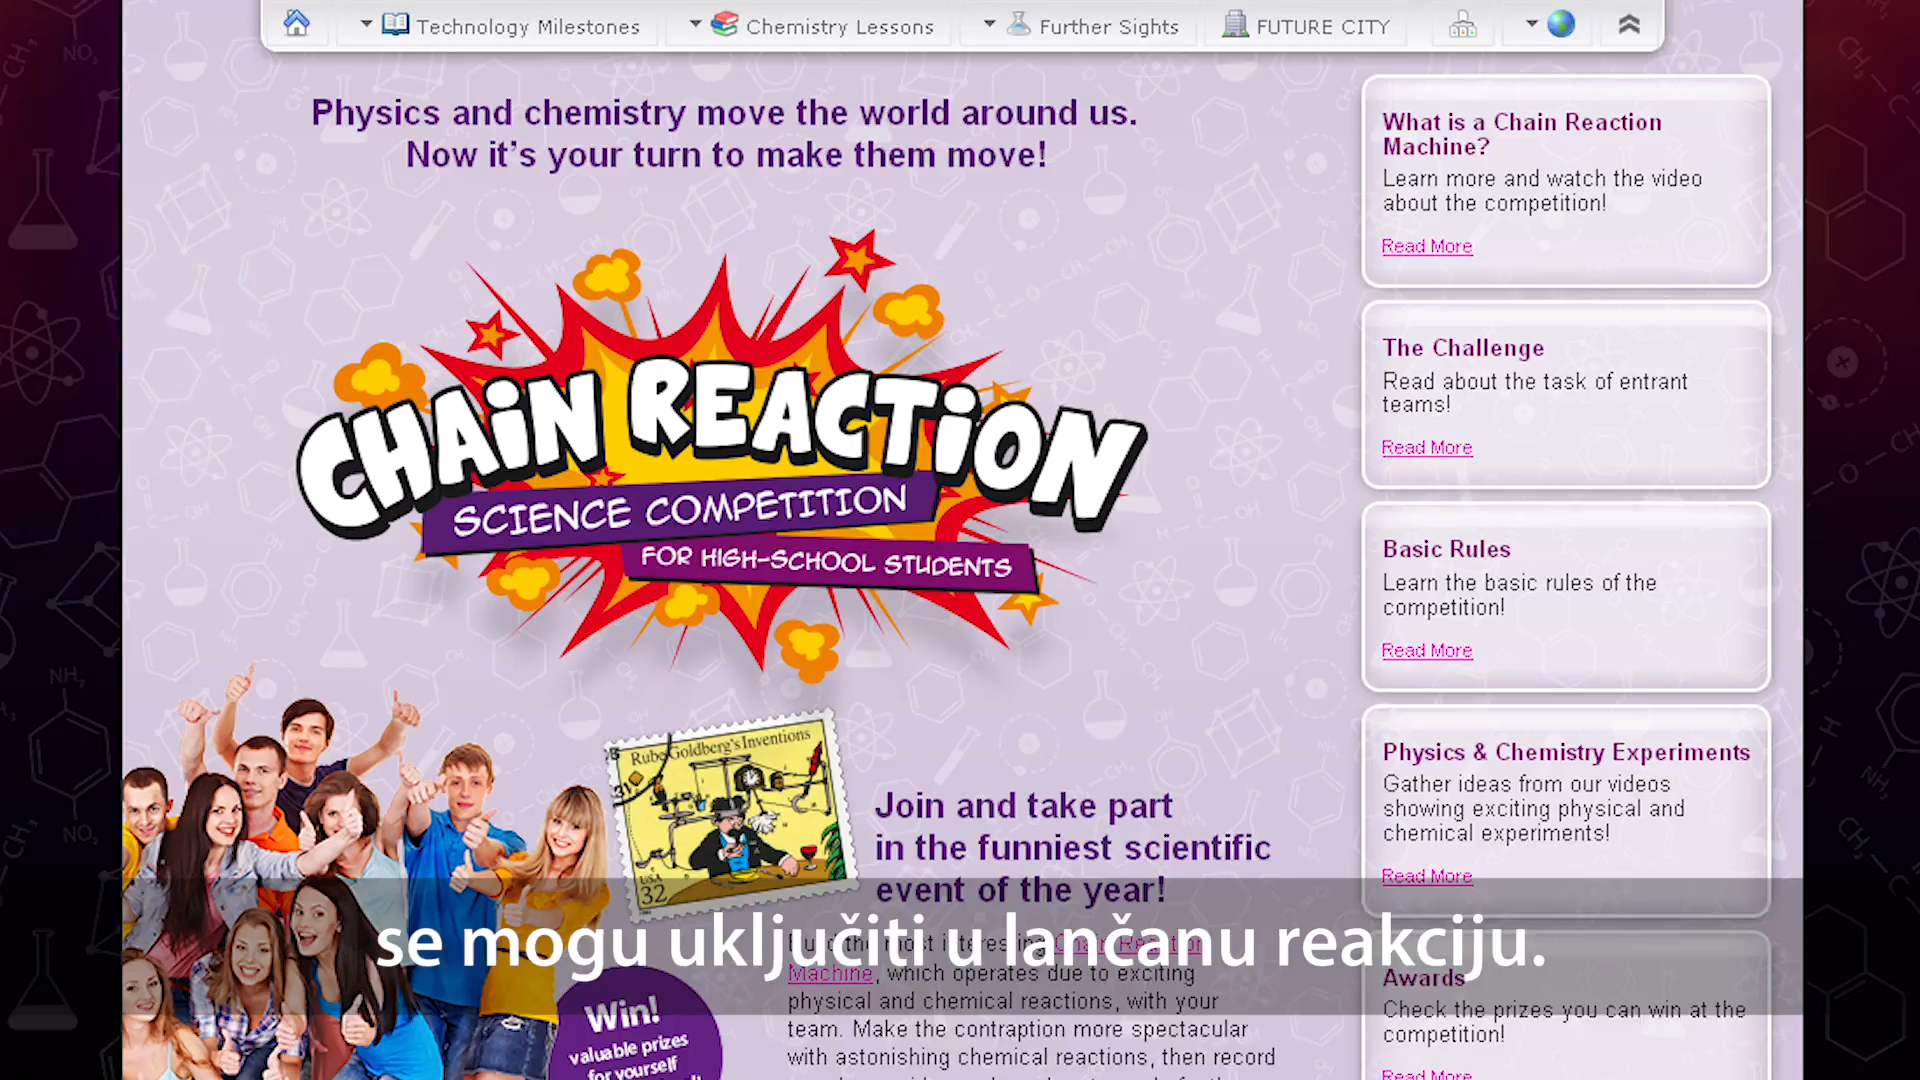 Technology Milestones
Chemistry Lessons
Further Sights
FUTURE CITY
Physics and chemistry move the world around us.
Now it's your turn to make them move!
CHAiN REACTiON
SCIENCE COMPETITION
FOR HIGH-SCHOOL STUDENTS
Rube Goldberg's Inventions
USA
32
Join and take part
in the funniest scientific
event of the year!
Build the most interesting Chain Reaction
Machine, which operates due to exciting
physical and chemical reactions, with your
team. Make the contraption more spectacular
with astonishing chemical reactions, then record
Win!
valuable prizes
for yourself
What is a Chain Reaction
Machine?
Learn more and watch the video
about the competition!
Read More
The Challenge
Read about the task of entrant
teams!
Read More
Basic Rules
Learn the basic rules of the
competition!
Read More
Physics & Chemistry Experiments
Gather ideas from our videos
showing exciting physical and
chemical experiments!
Read More
Awards
Check the prizes you can win at the
competition!
Read More
se mogu uključiti u lančanu reakciju.